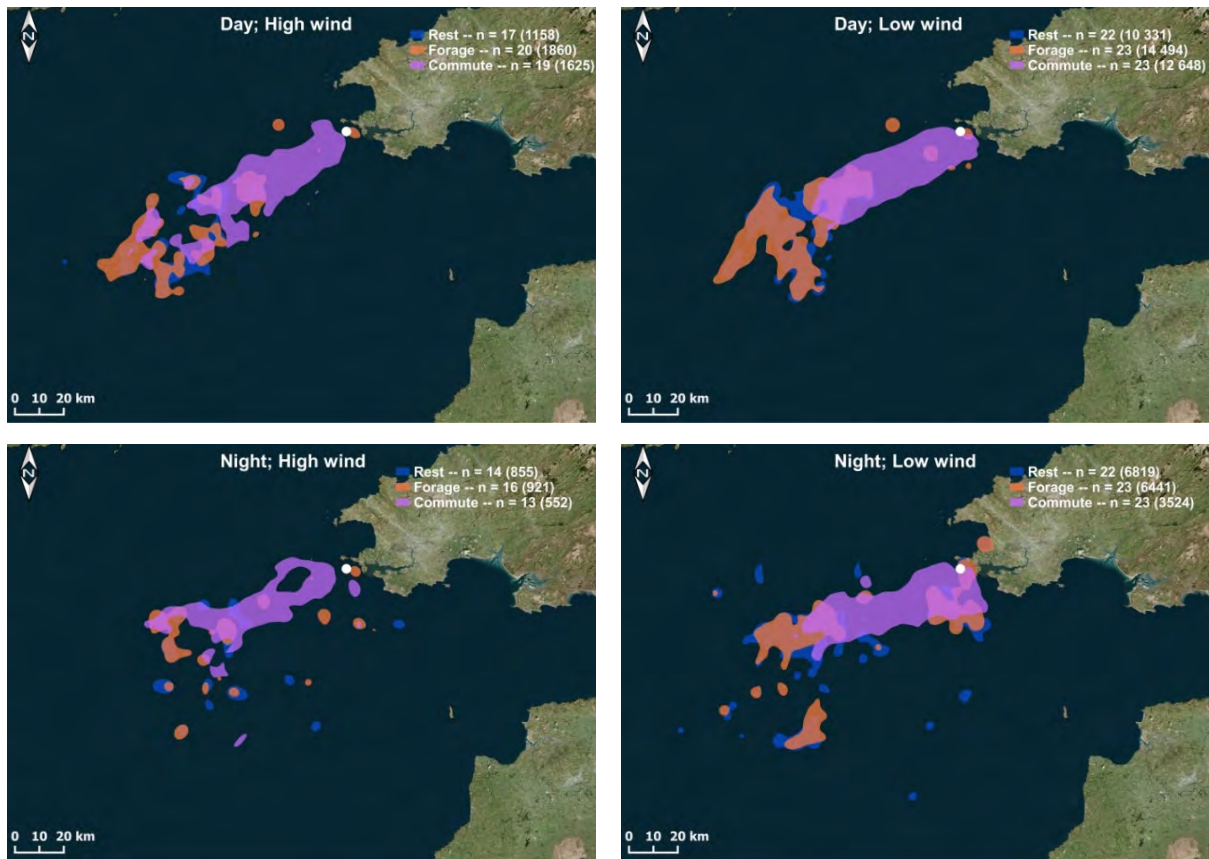 Day; High wind
Z
Rest -- n = 17 (1158)
Forage -- n = 20 (1860)
Commute -- n = 19 (1625)
0 10 20 km
Day; Low wind
Z
Rest -- n = 22 (10 331)
Forage -- n = 23 (14 494)
Commute -- n = 23 (12 648)
0 10 20 km
Night; High wind
Z
Rest -- n = 14 (855)
Forage -- n = 16 (921)
Commute -- n = 13 (552)
0 10 20 km
Night; Low wind
Z
Rest -- n = 22 (6819)
Forage -- n = 23 (6441)
Commute -- n = 23 (3524)
0 10 20 km